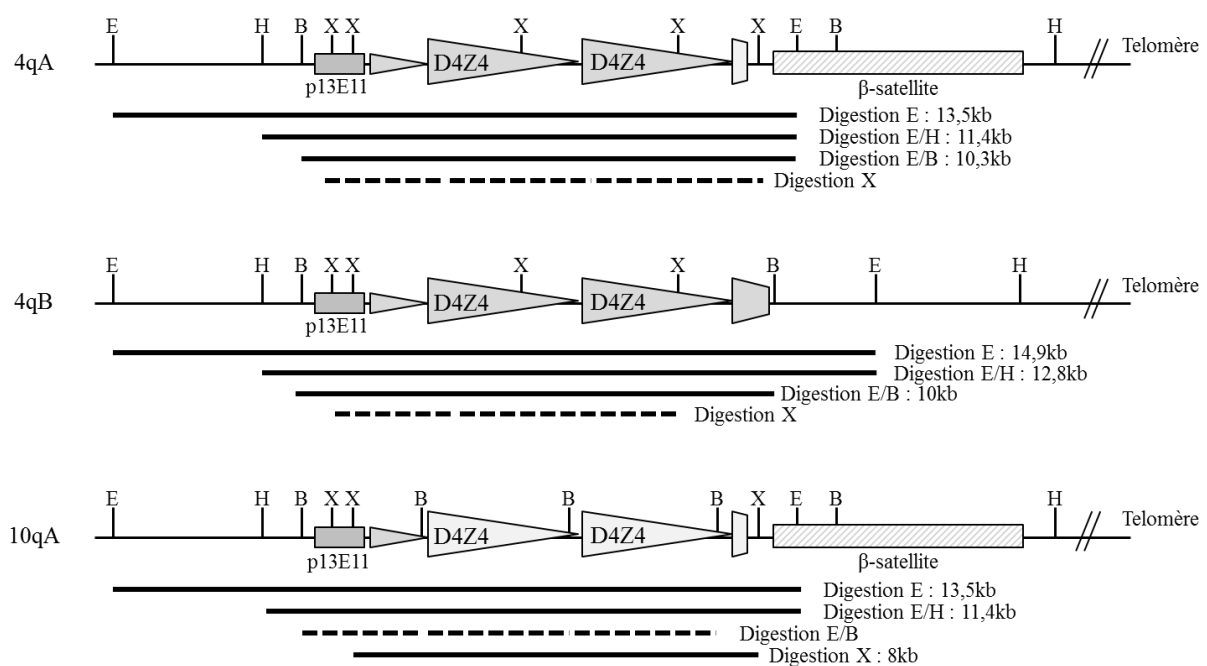 E H B X X X X X E B H Telomère
4qA D4Z4 D4Z4
p13E11 β-satellite
Digestion E : 13,5kb
Digestion E/H : 11,4kb
Digestion E/B : 10,3kb
Digestion X
E H B X X X X B E H Telomère
4qB D4Z4 D4Z4
p13E11
Digestion E : 14,9kb
Digestion E/H : 12,8kb
Digestion E/B : 10kb
Digestion X
E H B X X B B B X E B H Telomère
10qA D4Z4 D4Z4
p13E11 β-satellite
Digestion E : 13,5kb
Digestion E/H : 11,4kb
Digestion E/B
Digestion X : 8kb